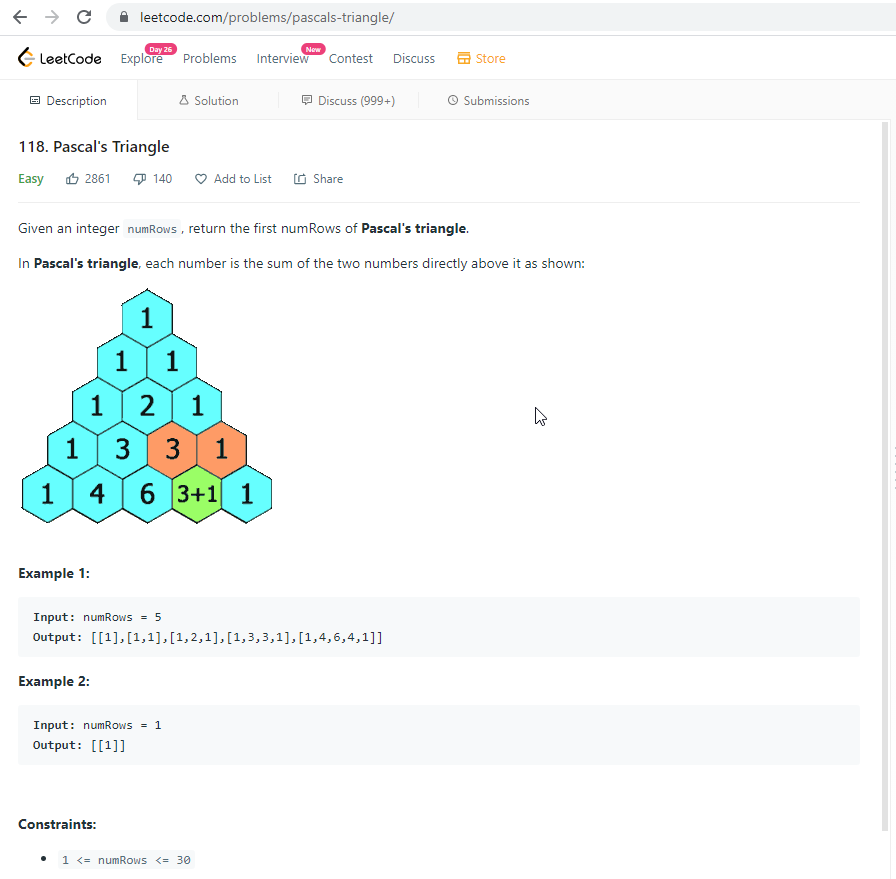 leetcode.com/problems/pascals-triangle/
LeetCode Explore Day 26 Problems Interview New Contest Discuss Store
Description Solution Discuss (999+) Submissions
118. Pascal's Triangle
Easy 2861 140 Add to List Share
Given an integer numRows, return the first numRows of Pascal's triangle.
In Pascal's triangle, each number is the sum of the two numbers directly above it as shown:
1
1 1
1 2 1
1 3 3 1
1 4 6 3+1 1
Example 1:
Input: numRows = 5
Output: [[1],[1,1],[1,2,1],[1,3,3,1],[1,4,6,4,1]]
Example 2:
Input: numRows = 1
Output: [[1]]
Constraints:
• 1 <= numRows <= 30